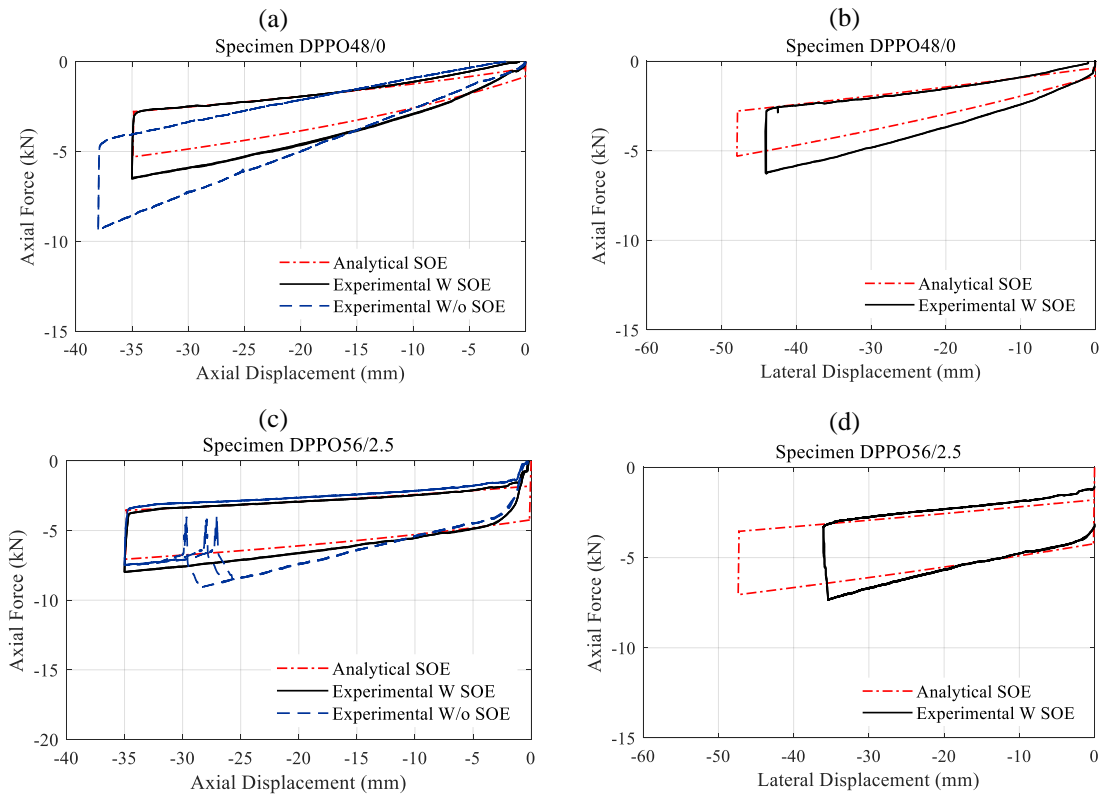 (a)
Specimen DPPO48/0
0
-5
-10
-15
Axial Force (kN)
Analytical SOE
Experimental W SOE
Experimental W/o SOE
-40 -35 -30 -25 -20 -15 -10 -5 0
Axial Displacement (mm)
(b)
Specimen DPPO48/0
0
-5
-10
-15
Axial Force (kN)
Analytical SOE
Experimental W SOE
-60 -50 -40 -30 -20 -10 0
Lateral Displacement (mm)
(c)
Specimen DPPO56/2.5
0
-5
-10
-15
-20
Axial Force (kN)
Analytical SOE
Experimental W SOE
Experimental W/o SOE
-40 -35 -30 -25 -20 -15 -10 -5 0
Axial Displacement (mm)
(d)
Specimen DPPO56/2.5
0
-5
-10
-15
Axial Force (kN)
Analytical SOE
Experimental W SOE
-60 -50 -40 -30 -20 -10 0
Lateral Displacement (mm)